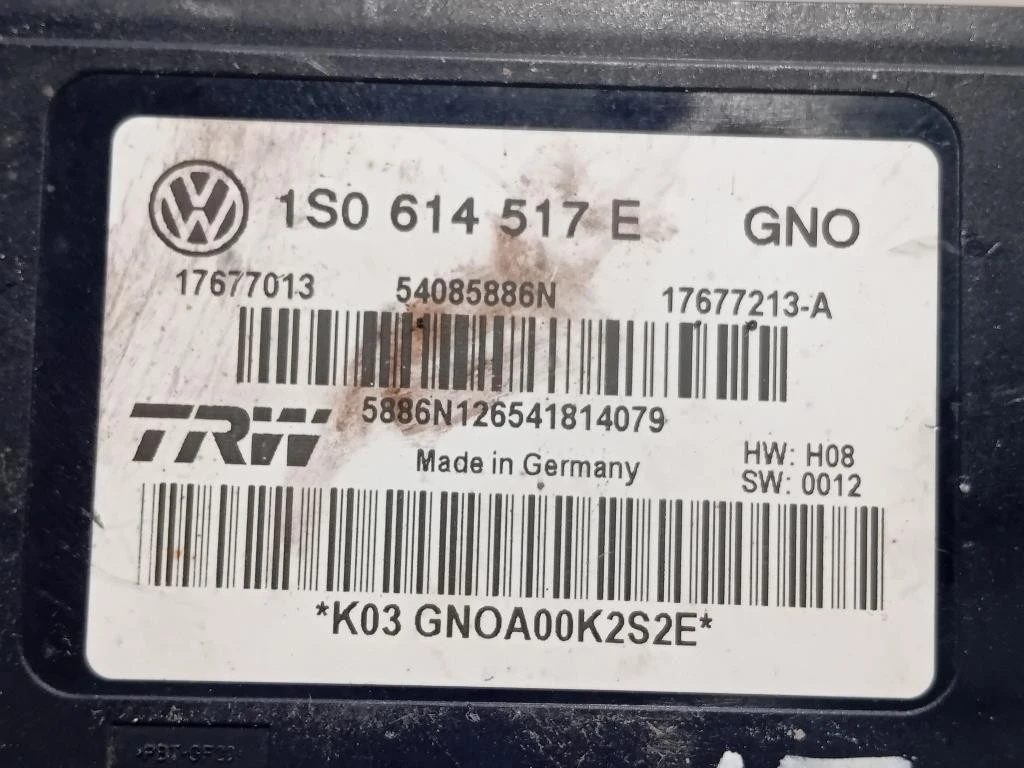 1S0 614 517 E GNO
17677013 54085886N 17677213-A
TRW 5886N126541814079
Made in Germany HW: H08
SW: 0012
*K03 GNOA00K2S2E*